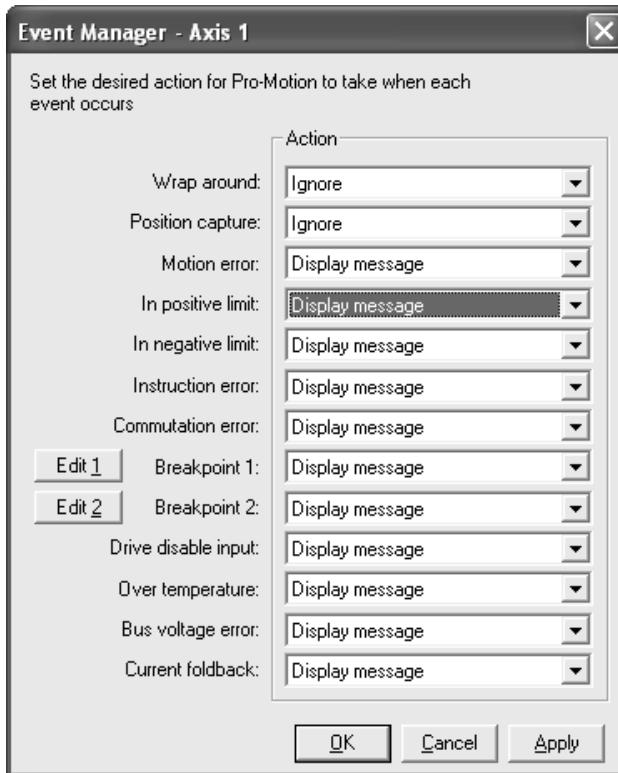 Event Manager - Axis 1
Set the desired action for Pro-Motion to take when each
event occurs
Action
Wrap around: Ignore
Position capture: Ignore
Motion error: Display message
In positive limit: Display message
In negative limit: Display message
Instruction error: Display message
Commutation error: Display message
Edit 1 Breakpoint 1: Display message
Edit 2 Breakpoint 2: Display message
Drive disable input: Display message
Over temperature: Display message
Bus voltage error: Display message
Current foldback: Display message
OK Cancel Apply